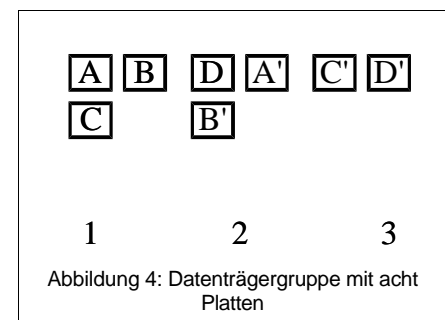 A B D A' C' D'
C B'
1 2 3
Abbildung 4: Datenträgergruppe mit acht
Platten